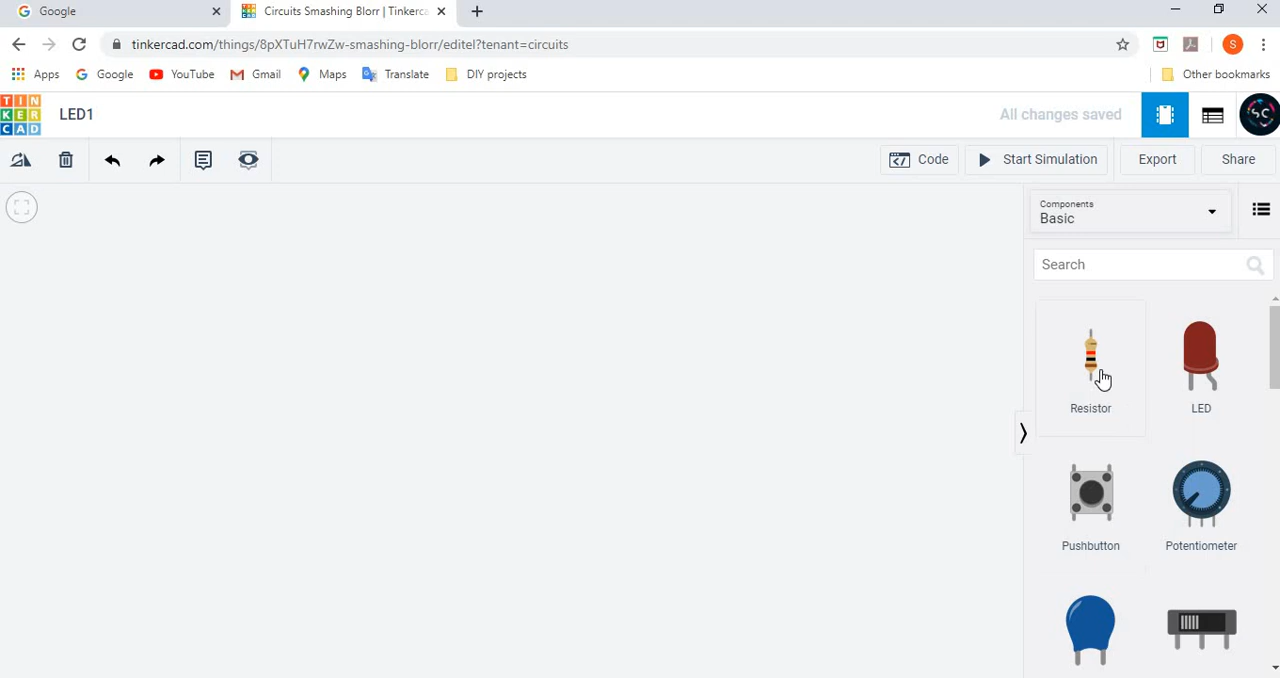 Google
Circuits Smashing Blorr | Tinkerca
tinkercad.com/things/8pXTuH7rwZw-smashing-blorr/editel?tenant=circuits
S
Apps Google YouTube Gmail Maps Translate DIY projects Other bookmarks
TIN
KER
CAD
LED1
All changes saved
SC
Code Start Simulation Export Share
Components
Basic
Search
Resistor LED
Pushbutton Potentiometer